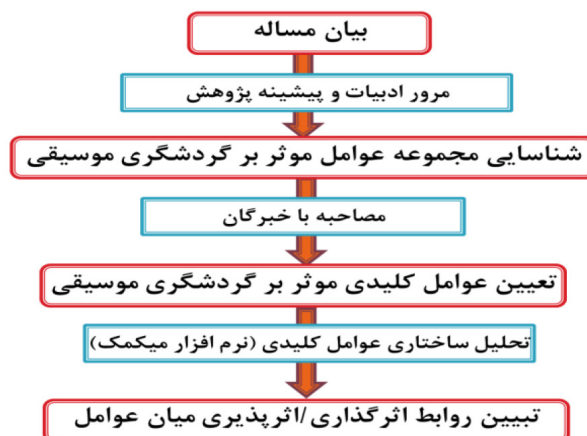 بیان مساله
مرور ادبیات و پیشینه پژوهش
شناسایی مجموعه عوامل موثر بر گردشگری موسیقی
مصاحبه با خبرگان
تعیین عوامل کلیدی موثر بر گردشگری موسیقی
تحلیل ساختاری عوامل کلیدی (نرم افزار میکمک)
تبیین روابط اثرگذاری/اثرپذیری میان عوامل